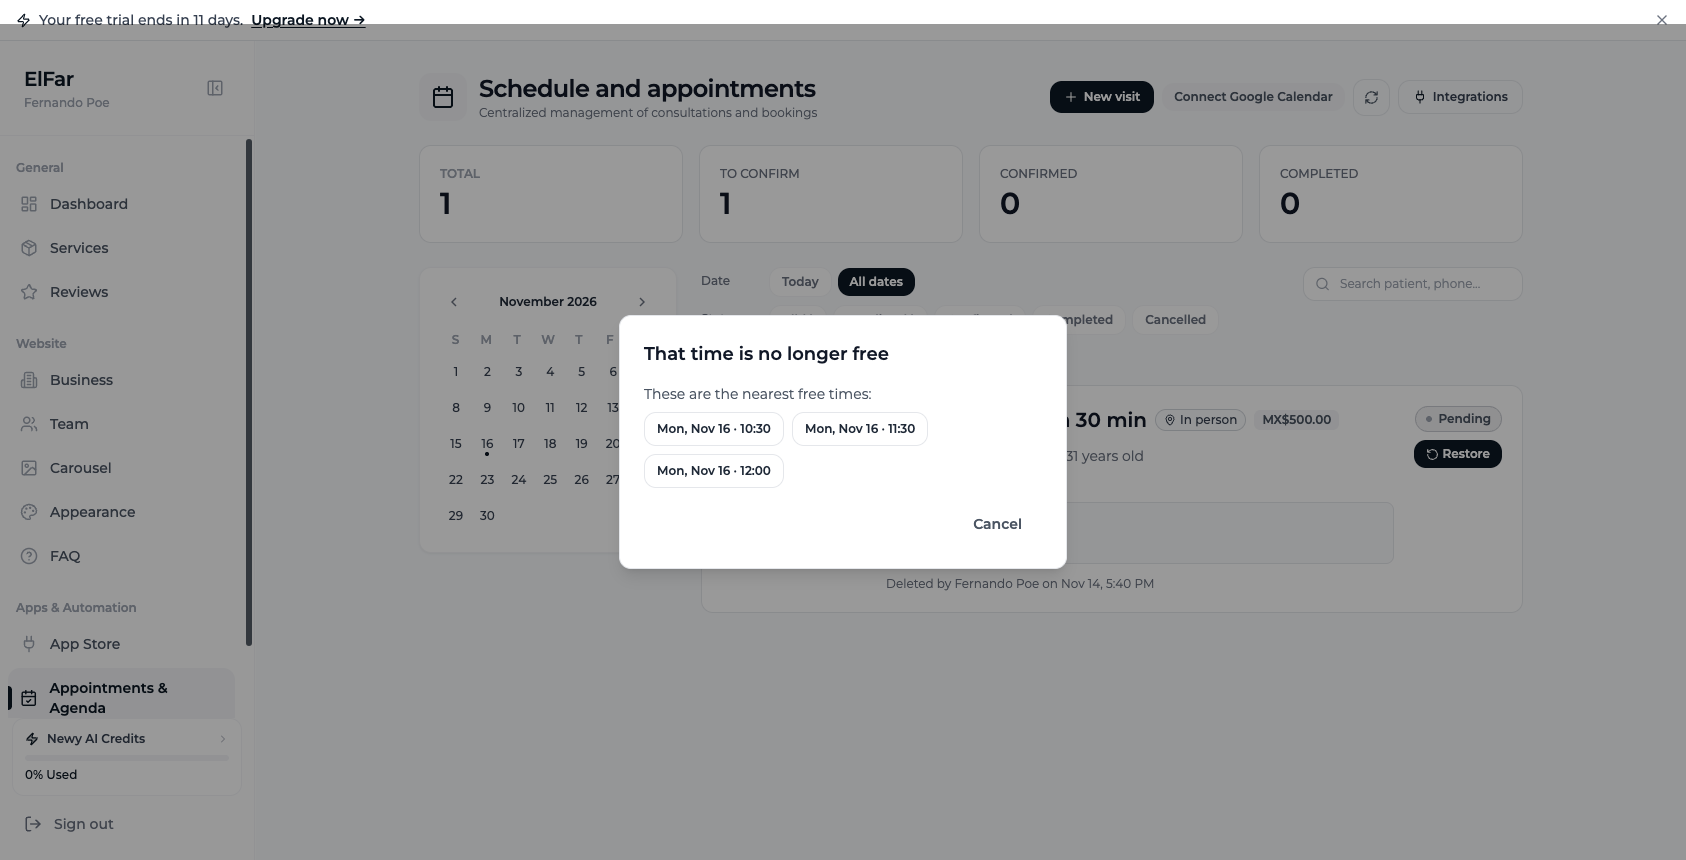 Your free trial ends in 11 days. Upgrade now →
ElFar
Fernando Poe
General
Dashboard
Services
Reviews
Website
Business
Team
Carousel
Appearance
FAQ
Apps & Automation
App Store
Appointments &
Agenda
Newy AI Credits
0% Used
Sign out
Schedule and appointments
Centralized management of consultations and bookings
New visit
Connect Google Calendar
Integrations
TOTAL
1
TO CONFIRM
1
CONFIRMED
0
COMPLETED
0
November 2026
S M T W T F
1 2 3 4 5 6
8 9 10 11 12 13
15 16 17 18 19 20
22 23 24 25 26 27
29 30
Date Today All dates
Search patient, phone...
Cancelled
30 min In person MX$500.00
Pending
31 years old
Restore
Deleted by Fernando Poe on Nov 14, 5:40 PM
That time is no longer free
These are the nearest free times:
Mon, Nov 16 · 10:30 Mon, Nov 16 · 11:30
Mon, Nov 16 · 12:00
Cancel